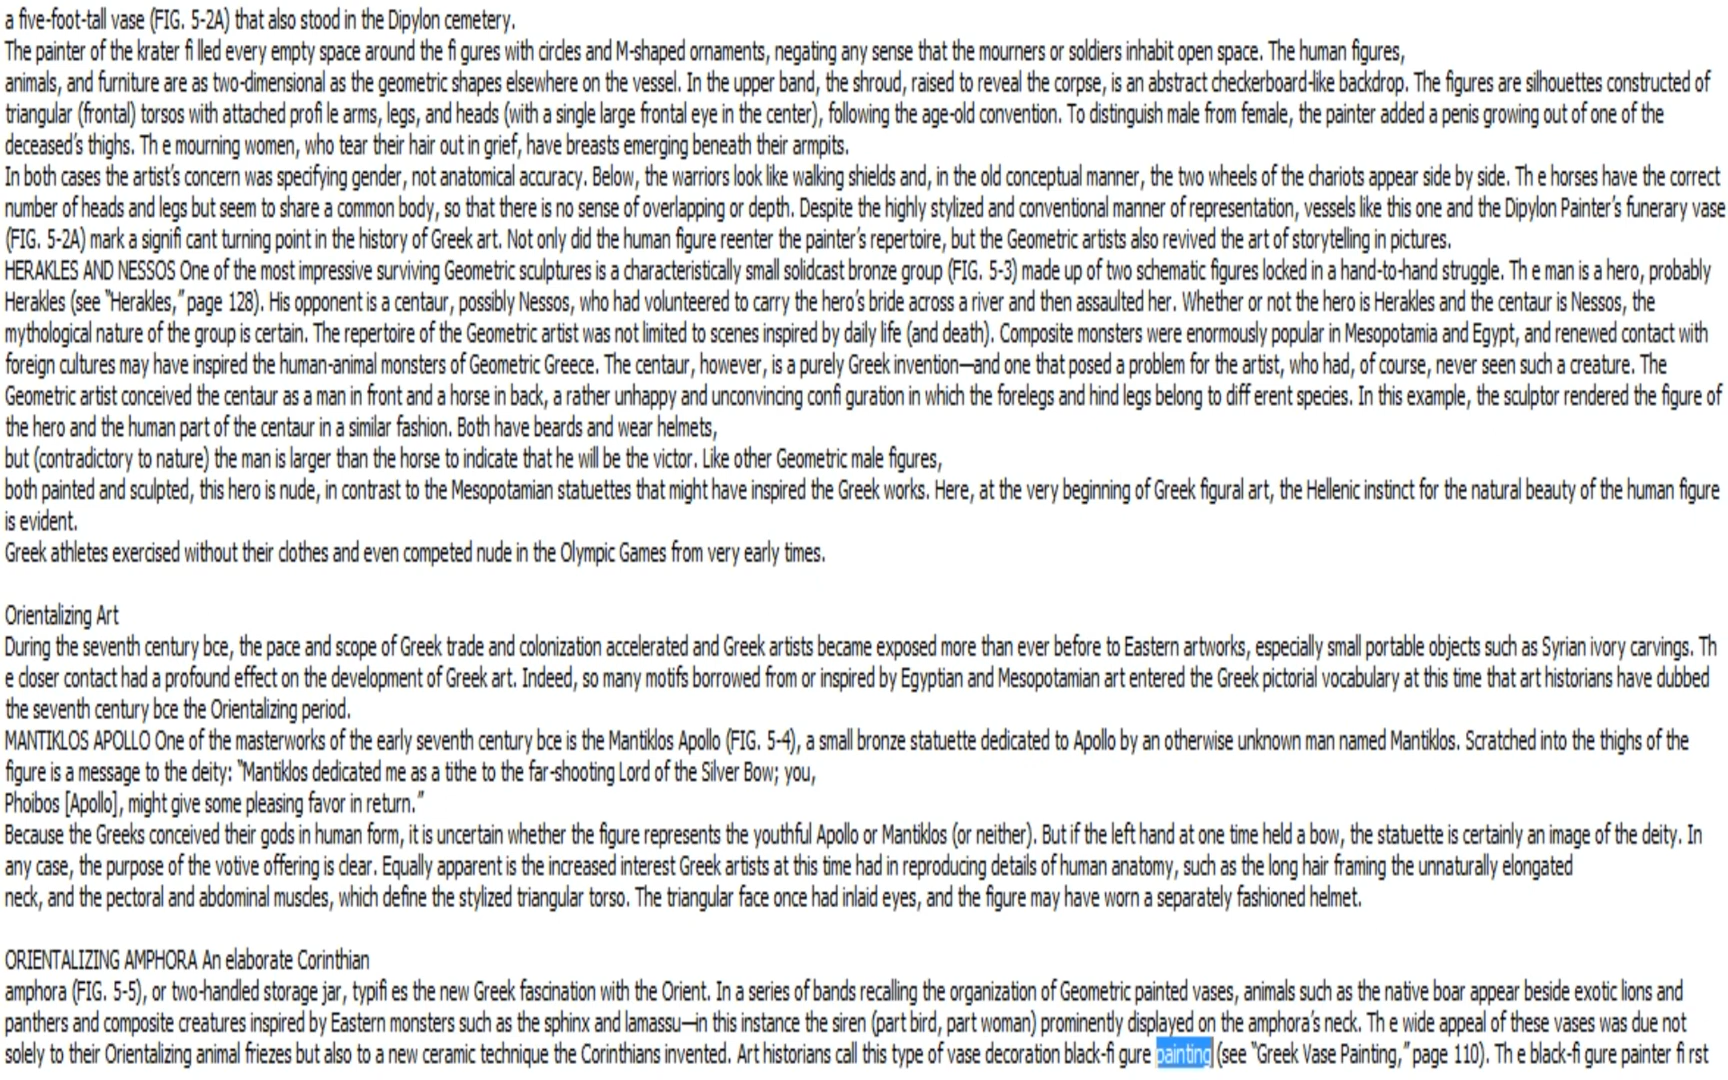 a five-foot-tall vase (FIG. 5-2A) that also stood in the Dipylon cemetery.
The painter of the krater fi lled every empty space around the fi gures with circles and M-shaped ornaments, negating any sense that the mourners or soldiers inhabit open space. The human figures,
animals, and furniture are as two-dimensional as the geometric shapes elsewhere on the vessel. In the upper band, the shroud, raised to reveal the corpse, is an abstract checkerboard-like backdrop. The figures are silhouettes constructed of
triangular (frontal) torsos with attached profi le arms, legs, and heads (with a single large frontal eye in the center), following the age-old convention. To distinguish male from female, the painter added a penis growing out of one of the
deceased’s thighs. Th e mourning women, who tear their hair out in grief, have breasts emerging beneath their armpits.
In both cases the artist’s concern was specifying gender, not anatomical accuracy. Below, the warriors look like walking shields and, in the old conceptual manner, the two wheels of the chariots appear side by side. Th e horses have the correct
number of heads and legs but seem to share a common body, so that there is no sense of overlapping or depth. Despite the highly stylized and conventional manner of representation, vessels like this one and the Dipylon Painter’s funerary vase
(FIG. 5-2A) mark a signifi cant turning point in the history of Greek art. Not only did the human figure reenter the painter’s repertoire, but the Geometric artists also revived the art of storytelling in pictures.
HERAKLES AND NESSOS One of the most impressive surviving Geometric sculptures is a characteristically small solidcast bronze group (FIG. 5-3) made up of two schematic figures locked in a hand-to-hand struggle. Th e man is a hero, probably
Herakles (see “Herakles,” page 128). His opponent is a centaur, possibly Nessos, who had volunteered to carry the hero’s bride across a river and then assaulted her. Whether or not the hero is Herakles and the centaur is Nessos, the
mythological nature of the group is certain. The repertoire of the Geometric artist was not limited to scenes inspired by daily life (and death). Composite monsters were enormously popular in Mesopotamia and Egypt, and renewed contact with
foreign cultures may have inspired the human-animal monsters of Geometric Greece. The centaur, however, is a purely Greek invention—and one that posed a problem for the artist, who had, of course, never seen such a creature. The
Geometric artist conceived the centaur as a man in front and a horse in back, a rather unhappy and unconvincing confi guration in which the forelegs and hind legs belong to diff erent species. In this example, the sculptor rendered the figure of
the hero and the human part of the centaur in a similar fashion. Both have beards and wear helmets,
but (contradictory to nature) the man is larger than the horse to indicate that he will be the victor. Like other Geometric male figures,
both painted and sculpted, this hero is nude, in contrast to the Mesopotamian statuettes that might have inspired the Greek works. Here, at the very beginning of Greek figural art, the Hellenic instinct for the natural beauty of the human figure
is evident.
Greek athletes exercised without their clothes and even competed nude in the Olympic Games from very early times.
Orientalizing Art
During the seventh century bce, the pace and scope of Greek trade and colonization accelerated and Greek artists became exposed more than ever before to Eastern artworks, especially small portable objects such as Syrian ivory carvings. Th
e closer contact had a profound effect on the development of Greek art. Indeed, so many motifs borrowed from or inspired by Egyptian and Mesopotamian art entered the Greek pictorial vocabulary at this time that art historians have dubbed
the seventh century bce the Orientalizing period.
MANTIKLOS APOLLO One of the masterworks of the early seventh century bce is the Mantiklos Apollo (FIG. 5-4), a small bronze statuette dedicated to Apollo by an otherwise unknown man named Mantiklos. Scratched into the thighs of the
figure is a message to the deity: “Mantiklos dedicated me as a tithe to the far-shooting Lord of the Silver Bow; you,
Phoibos [Apollo], might give some pleasing favor in return.”
Because the Greeks conceived their gods in human form, it is uncertain whether the figure represents the youthful Apollo or Mantiklos (or neither). But if the left hand at one time held a bow, the statuette is certainly an image of the deity. In
any case, the purpose of the votive offering is clear. Equally apparent is the increased interest Greek artists at this time had in reproducing details of human anatomy, such as the long hair framing the unnaturally elongated
neck, and the pectoral and abdominal muscles, which define the stylized triangular torso. The triangular face once had inlaid eyes, and the figure may have worn a separately fashioned helmet.
ORIENTALIZING AMPHORA An elaborate Corinthian
amphora (FIG. 5-5), or two-handled storage jar, typifi es the new Greek fascination with the Orient. In a series of bands recalling the organization of Geometric painted vases, animals such as the native boar appear beside exotic lions and
panthers and composite creatures inspired by Eastern monsters such as the sphinx and lamassu—in this instance the siren (part bird, part woman) prominently displayed on the amphora’s neck. Th e wide appeal of these vases was due not
solely to their Orientalizing animal friezes but also to a new ceramic technique the Corinthians invented. Art historians call this type of vase decoration black-fi gure painting (see “Greek Vase Painting,” page 110). Th e black-fi gure painter fi rst